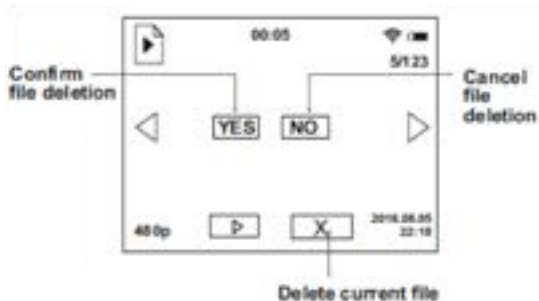 00:05
5/123
Confirm
file deletion
Cancel
file
deletion
YES NO
480p
X
2016.08.05
22:18
Delete current file